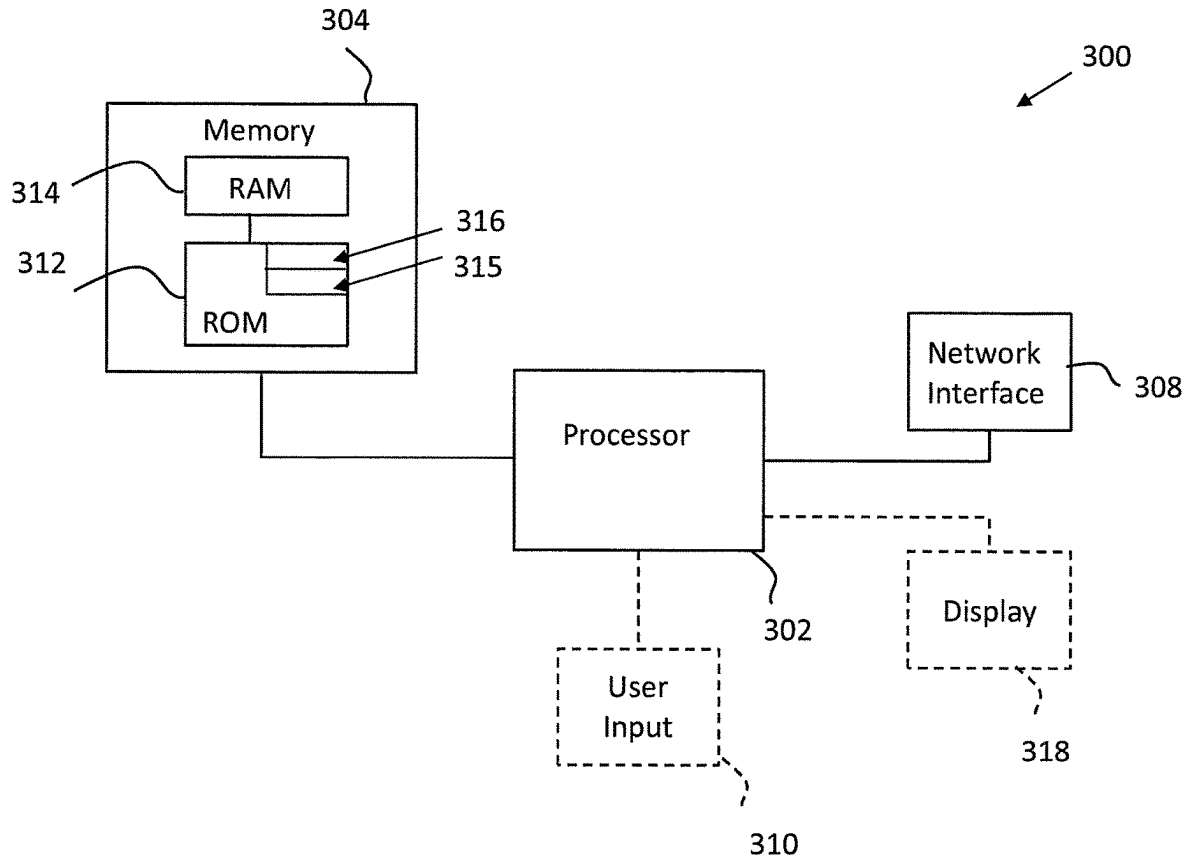 304
300
Memory
RAM
314
316
315
312
ROM
Network
Interface
308
Processor
302
Display
User
Input
318
310